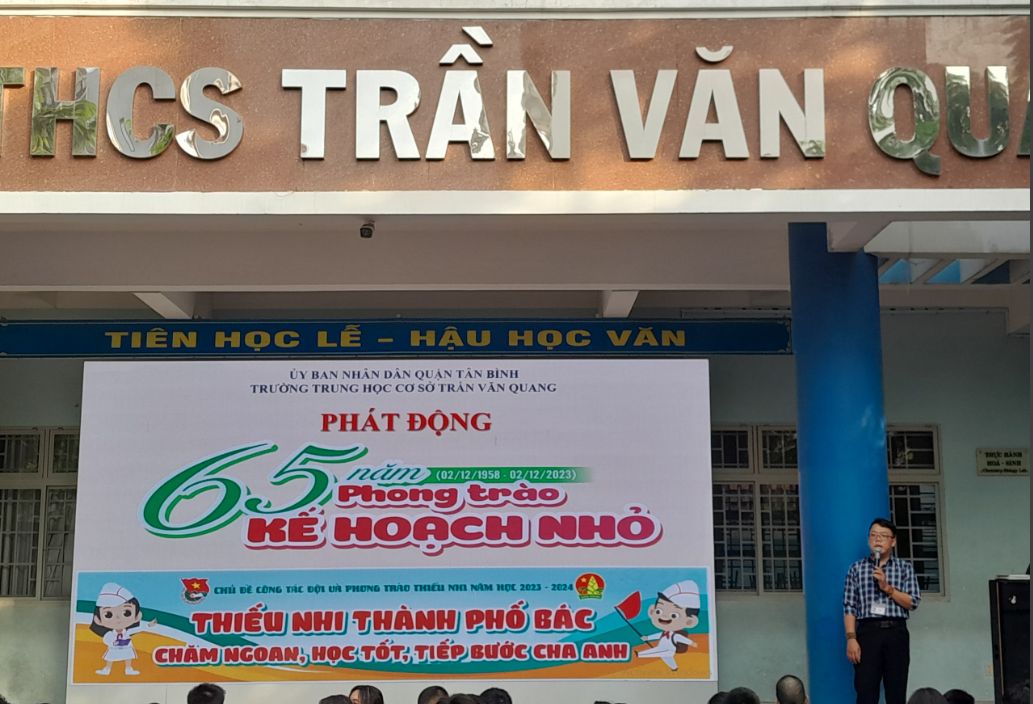 THCS TRẦN VĂN QUA
TIÊN HỌC LỄ - HẬU HỌC VĂN
ỦY BAN NHÂN DÂN QUẬN TÂN BÌNH
TRƯỜNG TRUNG HỌC CƠ SỞ TRẦN VĂN QUANG
PHÁT ĐỘNG
65 năm (02/12/1958 - 02/12/2023)
Phong trào
KẾ HOẠCH NHỎ
CHỦ ĐỀ CÔNG TÁC ĐỘI VÀ PHONG TRÀO THIẾU NHI NĂM HỌC 2023 - 2024
THIẾU NHI THÀNH PHỐ BÁC
CHĂM NGOAN, HỌC TỐT, TIẾP BƯỚC CHA ANH
THỰC HÀNH
HOÁ - SINH